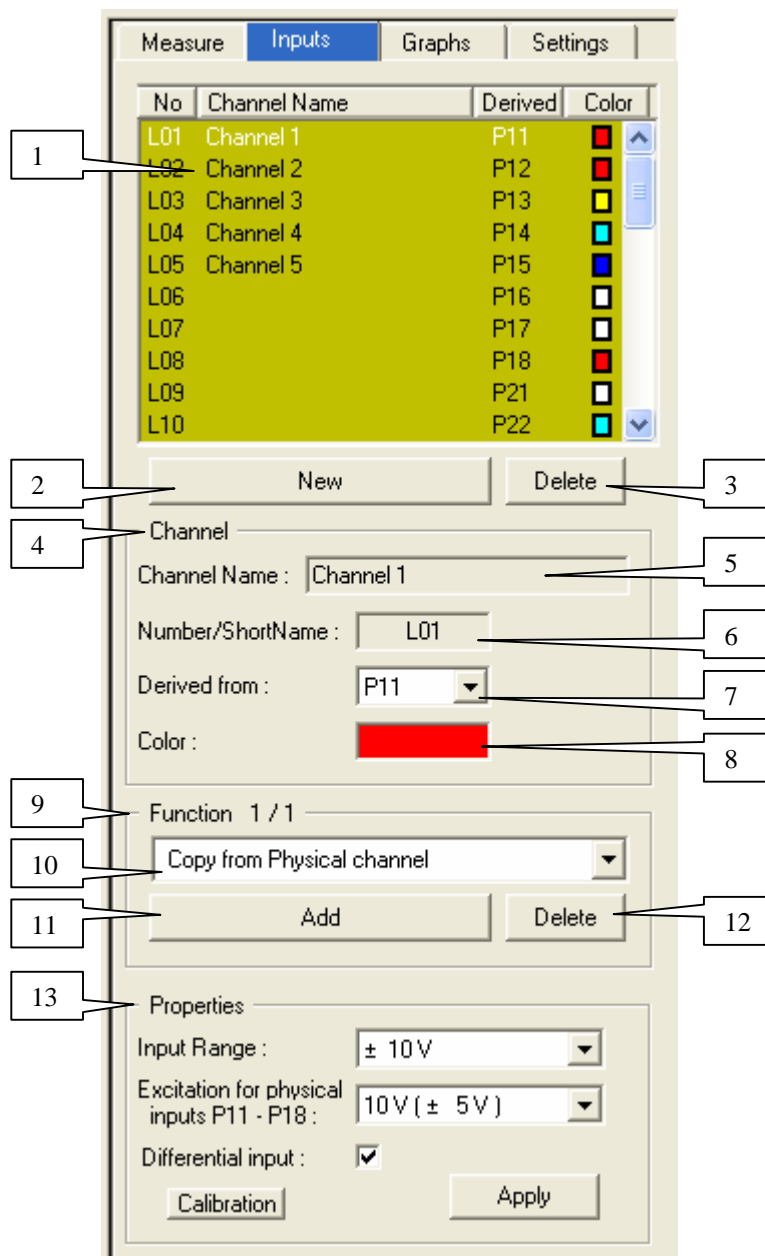 Measure Inputs Graphs Settings
No Channel Name Derived Color
1
L01 Channel 1 P11
L02 Channel 2 P12
L03 Channel 3 P13
L04 Channel 4 P14
L05 Channel 5 P15
L06 P16
L07 P17
L08 P18
L09 P21
L10 P22
2 New Delete 3
4 Channel
Channel Name : Channel 1 5
Number/ShortName : L01 6
Derived from : P11 7
Color : 8
9 Function 1 / 1
10 Copy from Physical channel
11 Add Delete 12
13 Properties
Input Range : ± 10 V
Excitation for physical
inputs P11 - P18 : 10 V ( ± 5 V )
Differential input :
Calibration Apply